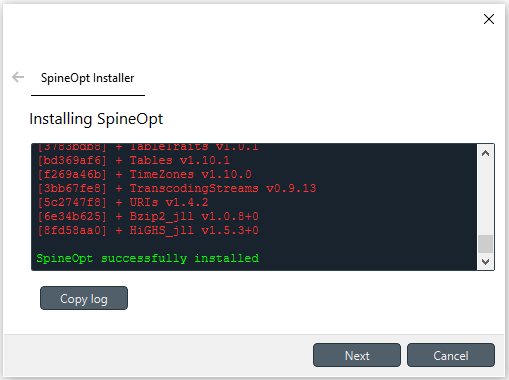 SpineOpt Installer
Installing SpineOpt
[3783bdb8] + TableTraits v1.0.1
[bd369af6] + Tables v1.10.1
[f269a46b] + TimeZones v1.10.0
[3bb67fe8] + TranscodingStreams v0.9.13
[5c2747f8] + URIs v1.4.2
[6e34b625] + Bzip2_jll v1.0.8+0
[8fd58aa0] + HiGHS_jll v1.5.3+0
SpineOpt successfully installed
Copy log
Next
Cancel